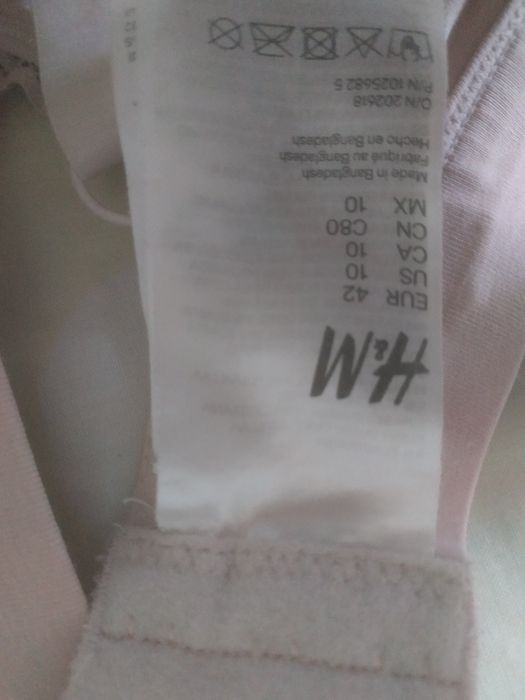 H&M
EUR 42
US 10
CA 10
CN C80
MX 10
Made in Bangladesh
Fabriqué au Bangladesh
Hecho en Bangladesh
O/N 202618
P/N 1025682 5